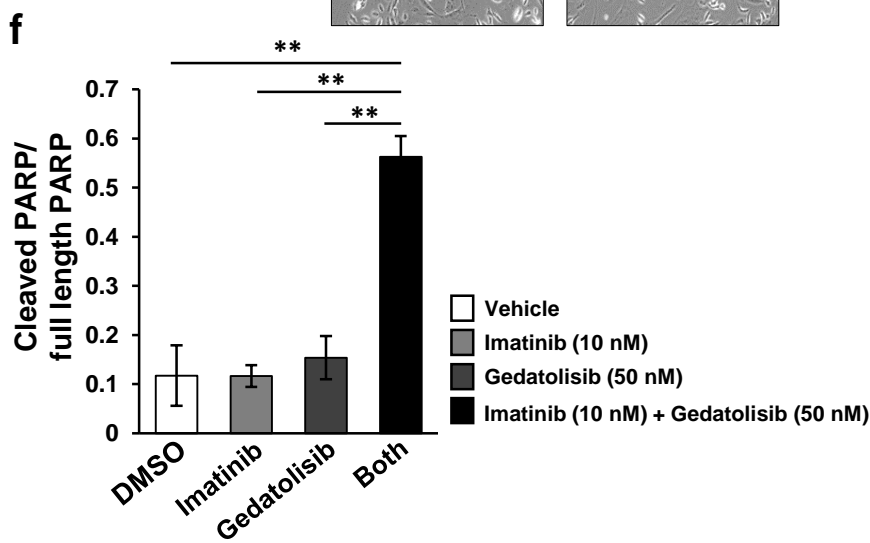 f
**
**
**
0.7
0.6
0.5
0.4
0.3
0.2
0.1
0
Cleaved PARP/
full length PARP
DMSO
Imatinib
Gedatolisib
Both
Vehicle
Imatinib (10 nM)
Gedatolisib (50 nM)
Imatinib (10 nM) + Gedatolisib (50 nM)